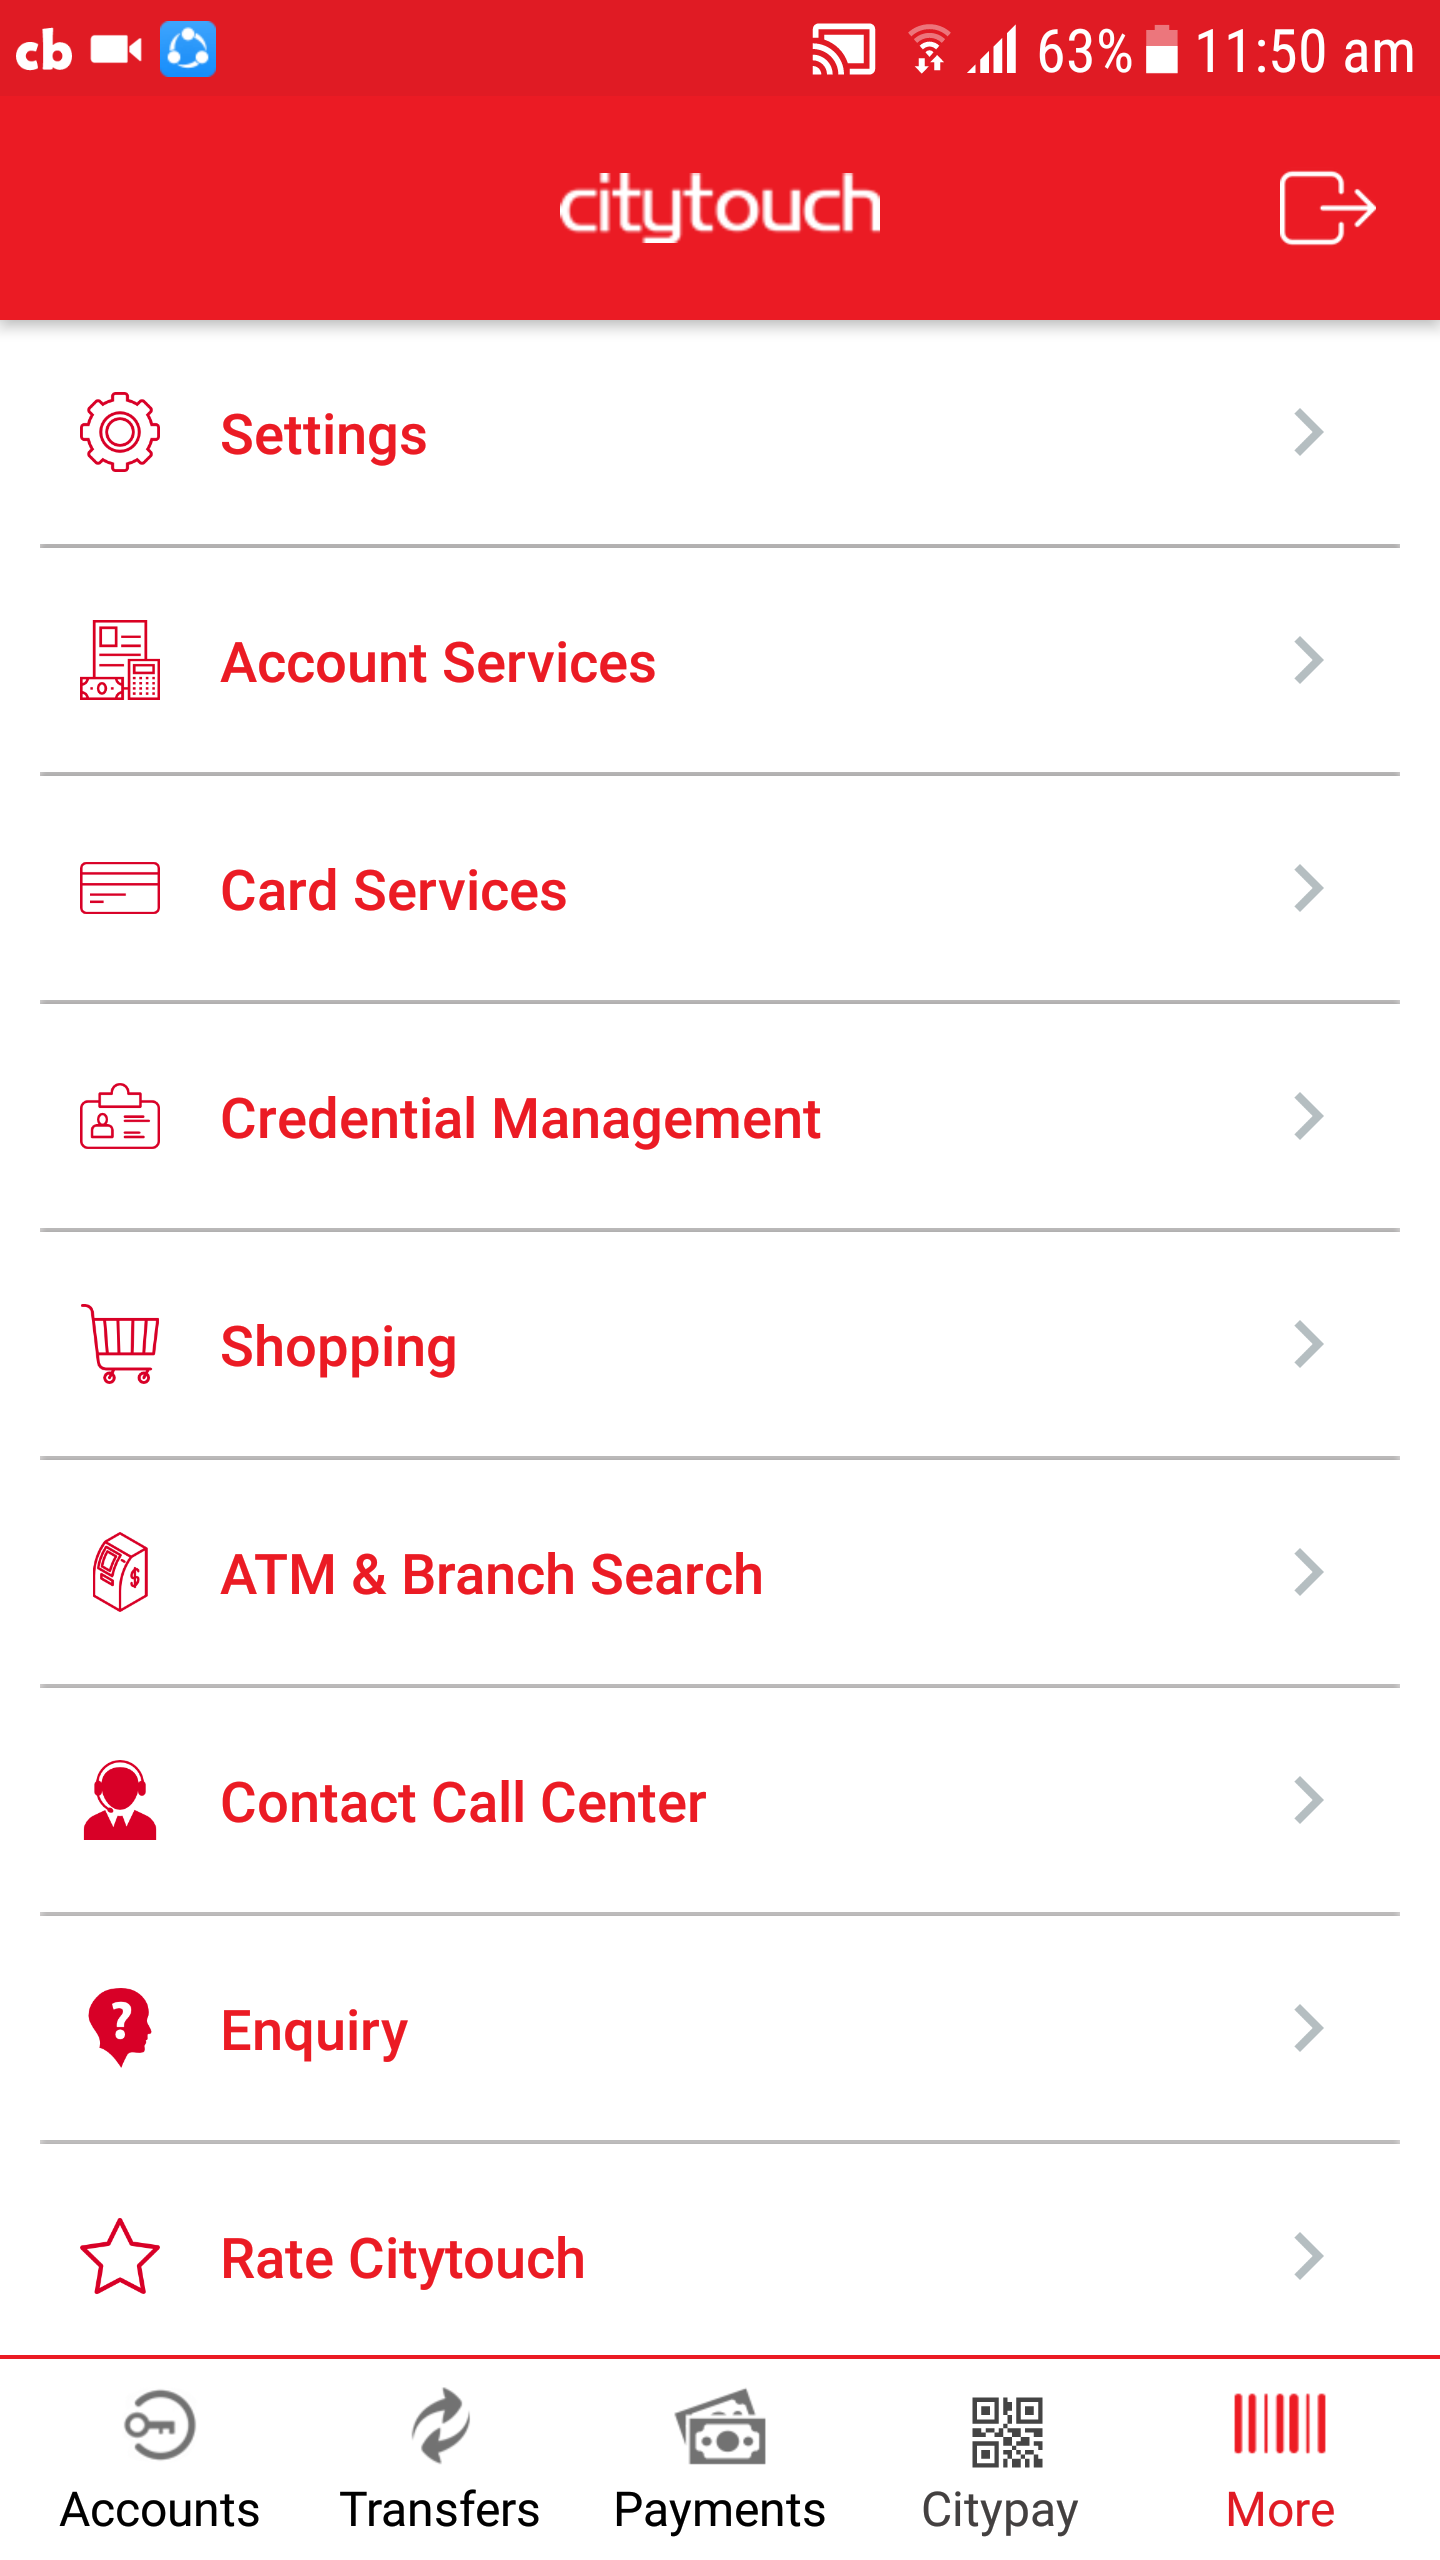 cb 63% 11:50 am
citytouch
Settings
Account Services
Card Services
Credential Management
Shopping
ATM & Branch Search
Contact Call Center
Enquiry
Rate Citytouch
Accounts Transfers Payments Citypay More